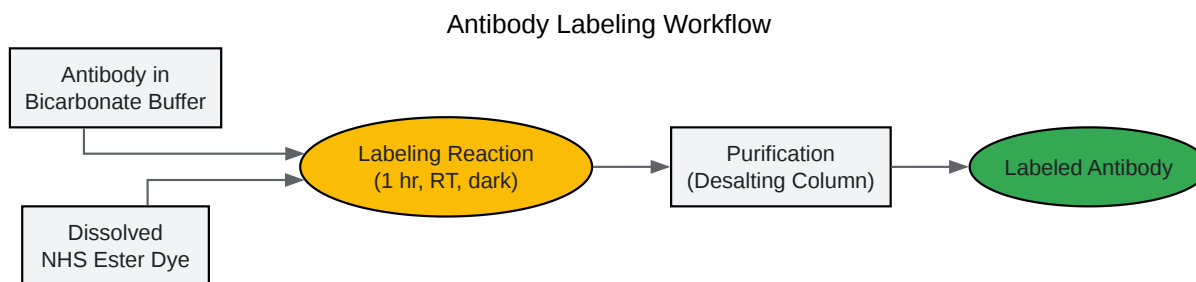 Antibody Labeling Workflow
Antibody in
Bicarbonate Buffer
Dissolved
NHS Ester Dye
Labeling Reaction
(1 hr, RT, dark)
Purification
(Desalting Column)
Labeled Antibody